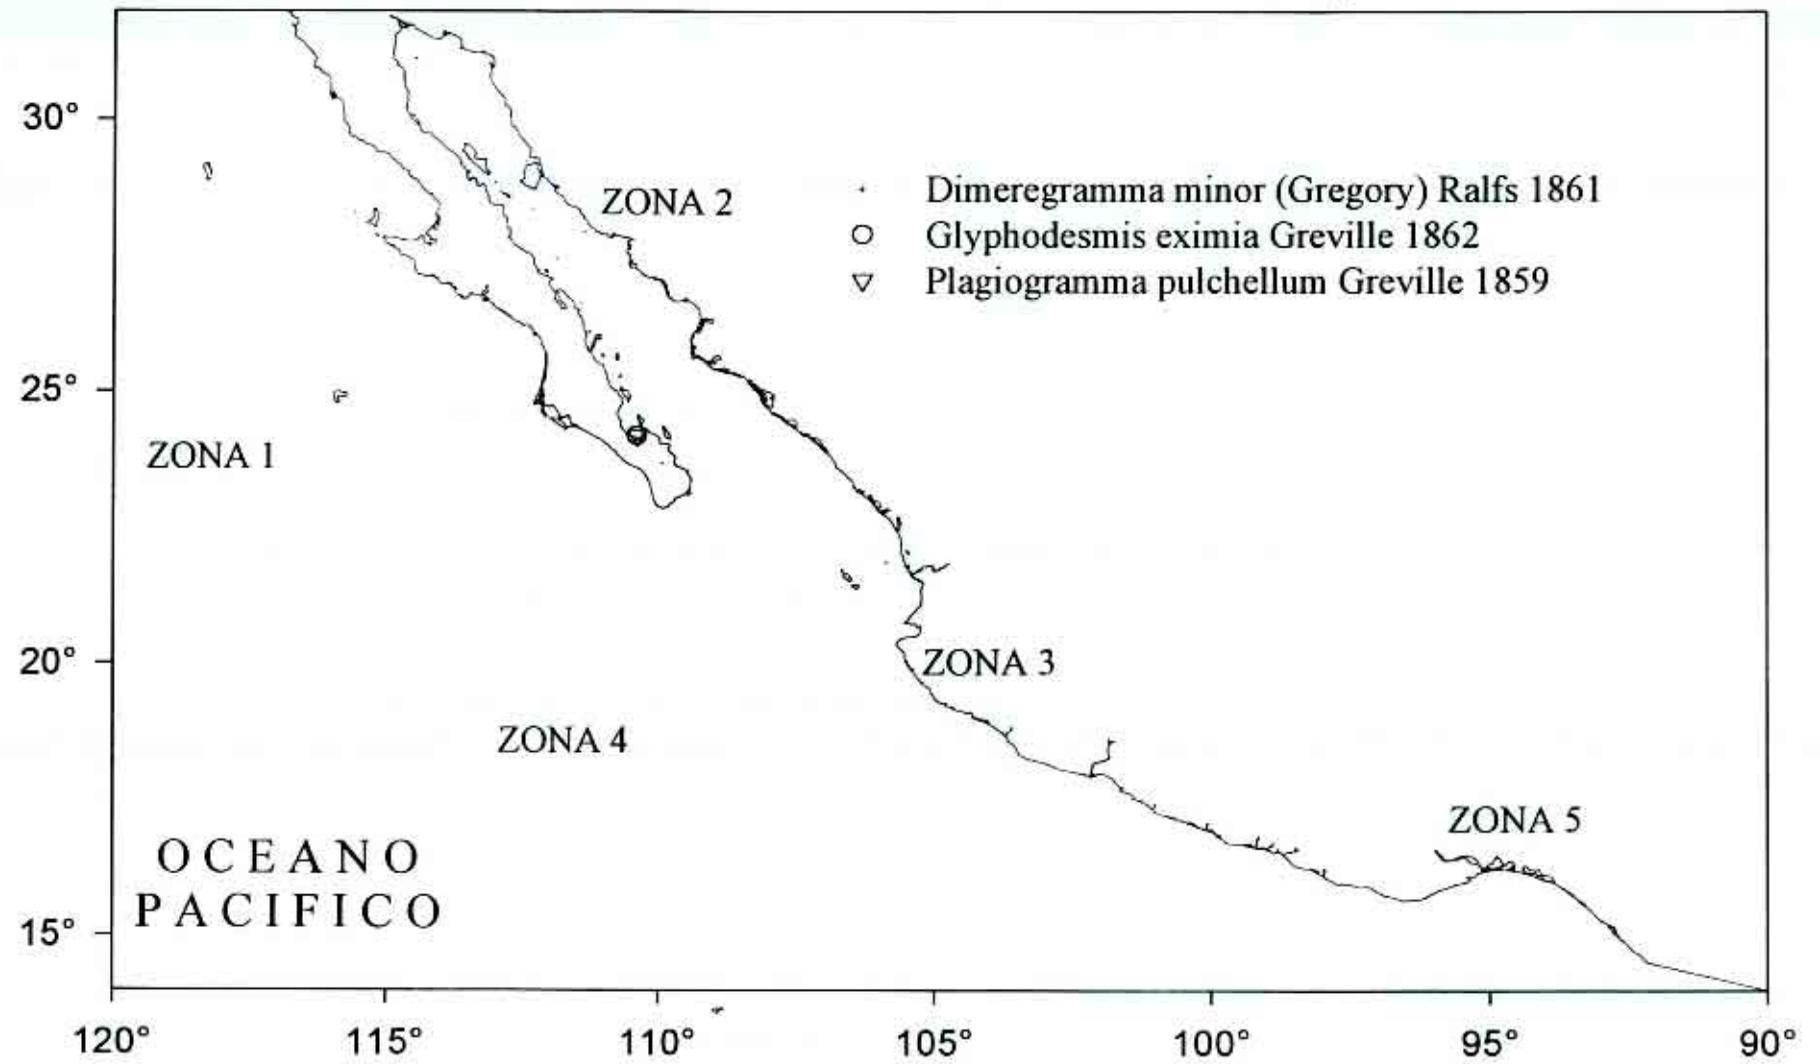 30°
ZONA 2
Dimeregramma minor (Gregory) Ralfs 1861
Glyphodesmis eximia Greville 1862
Plagiogramma pulchellum Greville 1859
25°
ZONA 1
20°
ZONA 3
ZONA 4
ZONA 5
OCEANO
PACIFICO
15°
120° 115° 110° 105° 100° 95° 90°